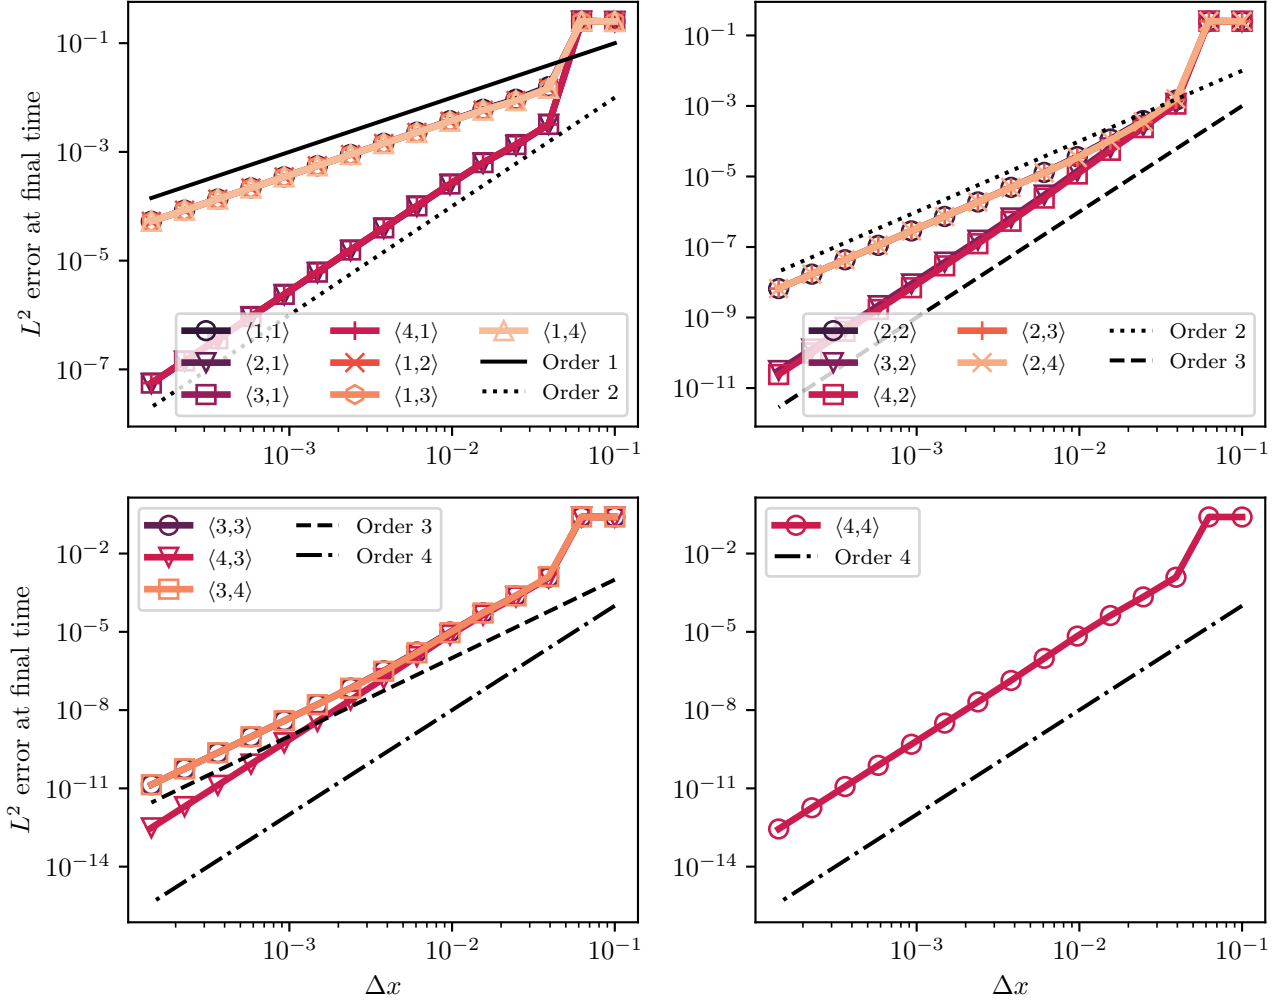 10⁻¹
10⁻³
10⁻⁵
10⁻⁷
L² error at final time
⟨1,1⟩ ⟨4,1⟩ ⟨1,4⟩
⟨2,1⟩ ⟨1,2⟩ Order 1
⟨3,1⟩ ⟨1,3⟩ Order 2
10⁻³ 10⁻² 10⁻¹
10⁻¹
10⁻³
10⁻⁵
10⁻⁷
10⁻⁹
10⁻¹¹
⟨2,2⟩ ⟨2,3⟩ Order 2
⟨3,2⟩ ⟨2,4⟩ Order 3
⟨4,2⟩
10⁻³ 10⁻² 10⁻¹
10⁻²
10⁻⁵
10⁻⁸
10⁻¹¹
10⁻¹⁴
L² error at final time
⟨3,3⟩ Order 3
⟨4,3⟩ Order 4
⟨3,4⟩
10⁻³ 10⁻² 10⁻¹
Δx
10⁻²
10⁻⁵
10⁻⁸
10⁻¹¹
10⁻¹⁴
⟨4,4⟩
Order 4
10⁻³ 10⁻² 10⁻¹
Δx